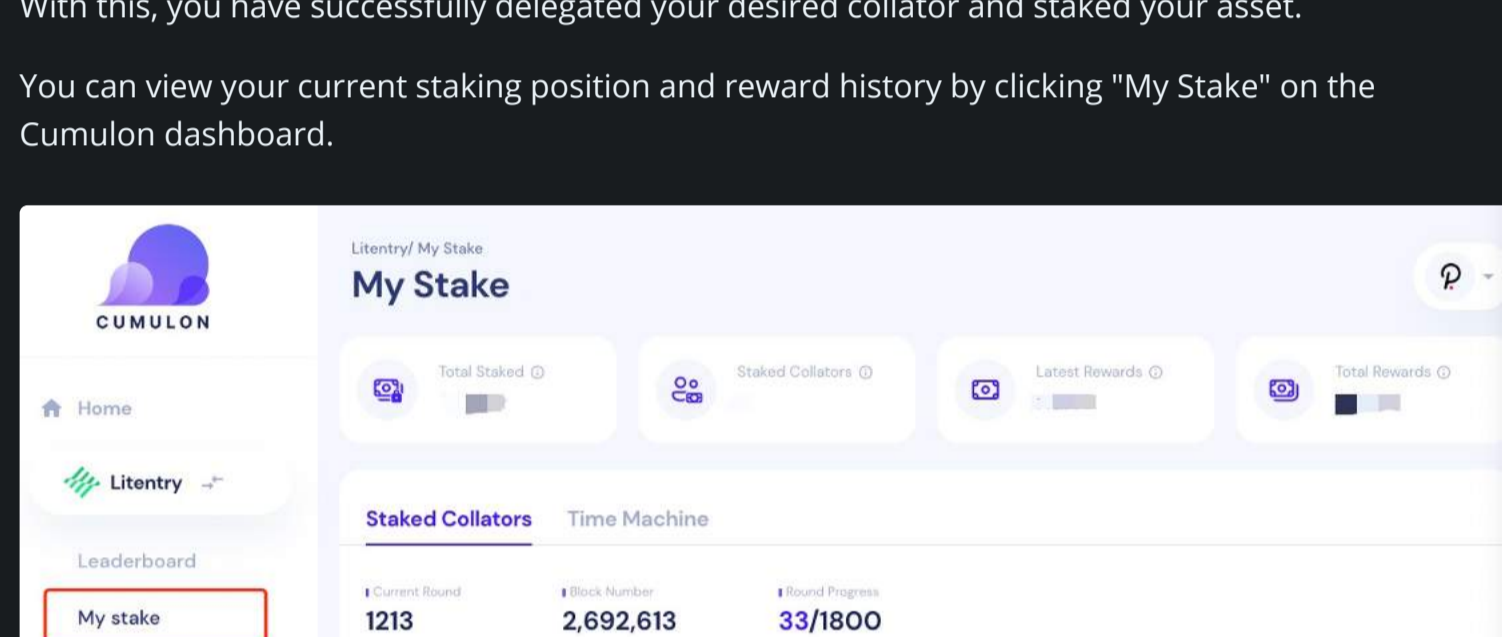 With this, you have successfully delegated your desired collator and staked your asset.
You can view your current staking position and reward history by clicking "My Stake" on the
Cumulon dashboard.
CUMULON
Litentry/ My Stake
My Stake
Total Staked
Staked Collators
Latest Rewards
Total Rewards
Home
Litentry
Staked Collators Time Machine
Leaderboard
Current Round Block Number Round Progress
My stake
1213 2,692,613 33/1800